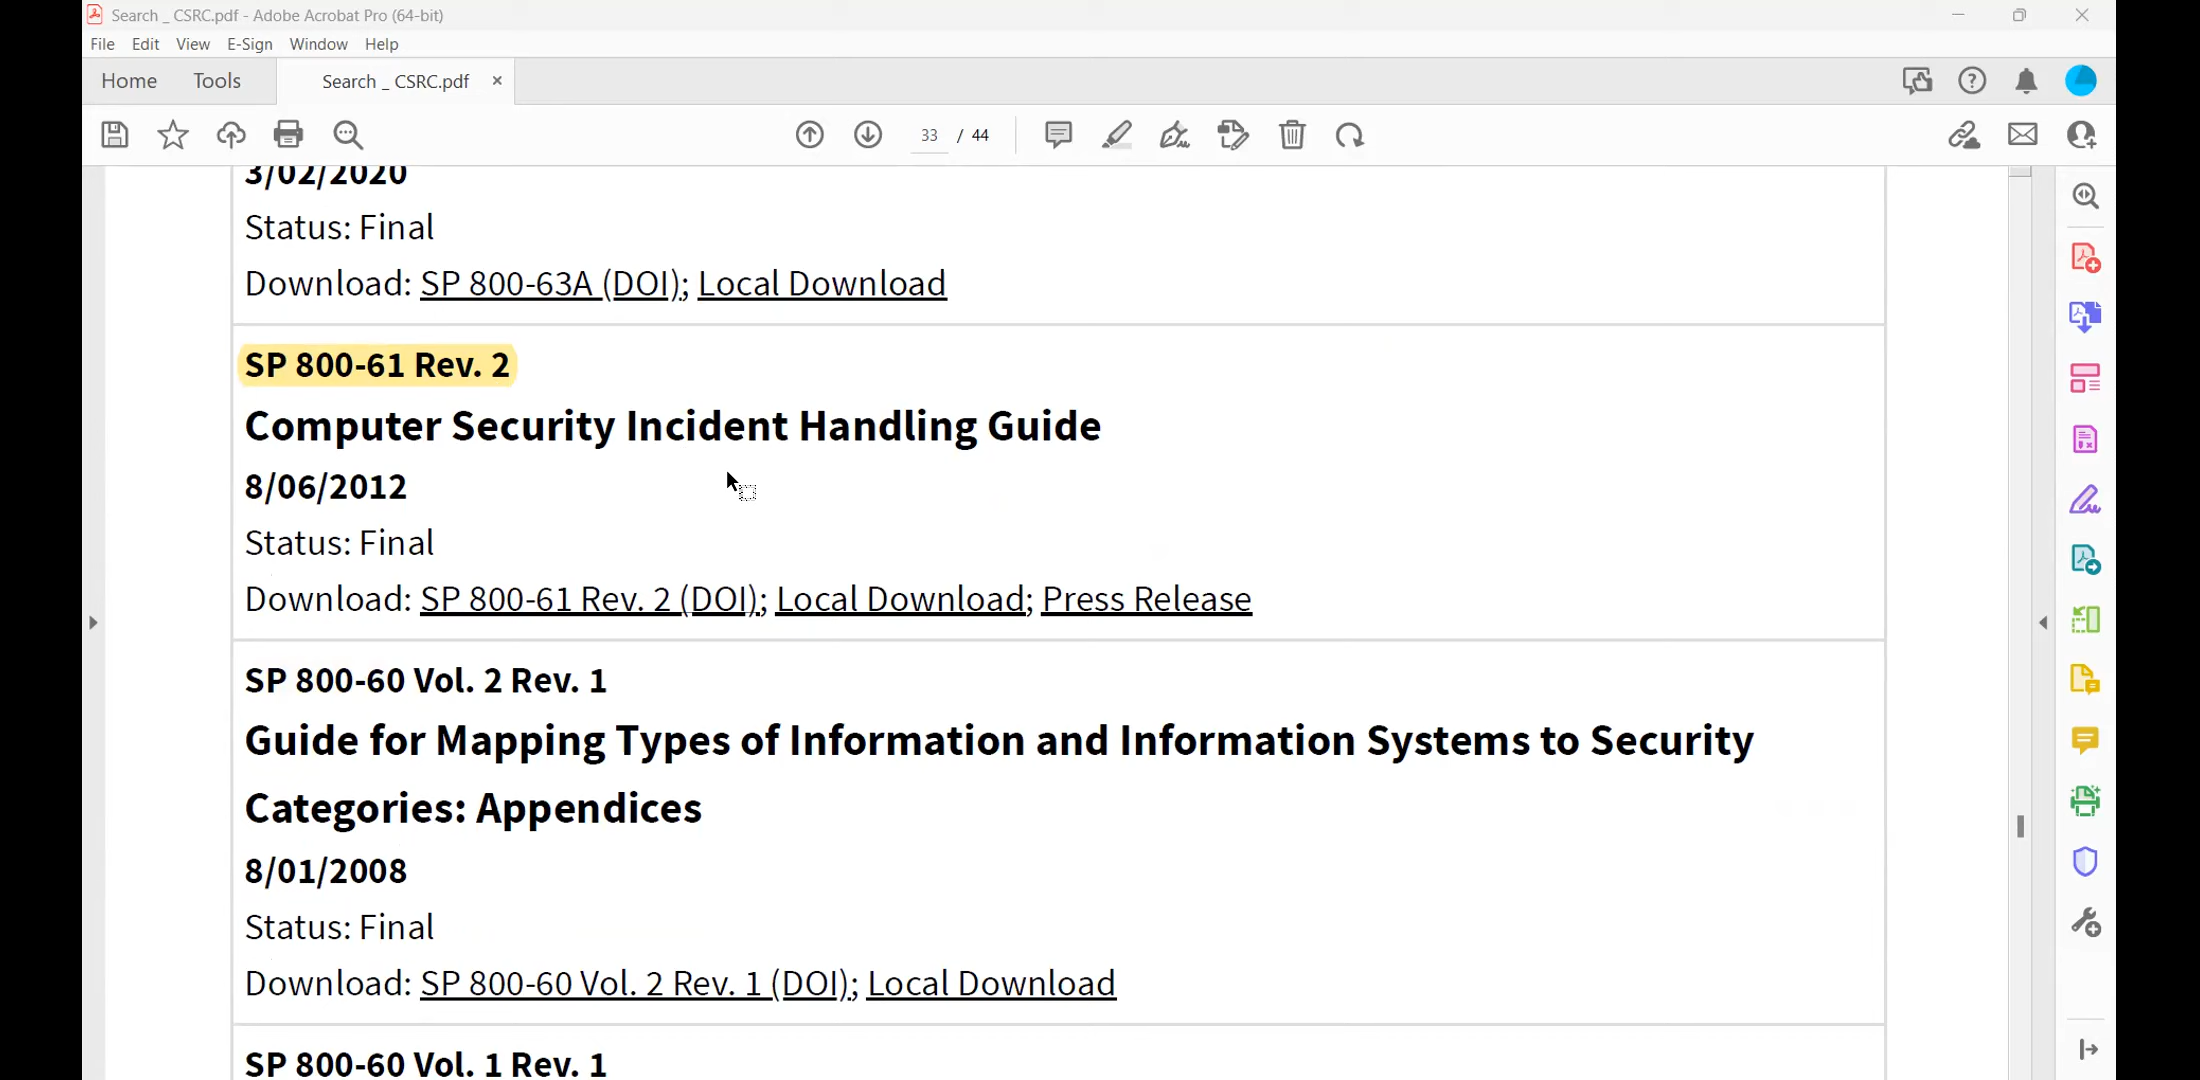 Search _ CSRC.pdf - Adobe Acrobat Pro (64-bit)
File Edit View E-Sign Window Help
Home Tools Search _ CSRC.pdf ×
33 / 44
3/02/2020
Status: Final
Download: SP 800-63A (DOI); Local Download
SP 800-61 Rev. 2
Computer Security Incident Handling Guide
8/06/2012
Status: Final
Download: SP 800-61 Rev. 2 (DOI); Local Download; Press Release
SP 800-60 Vol. 2 Rev. 1
Guide for Mapping Types of Information and Information Systems to Security
Categories: Appendices
8/01/2008
Status: Final
Download: SP 800-60 Vol. 2 Rev. 1 (DOI); Local Download
SP 800-60 Vol. 1 Rev. 1